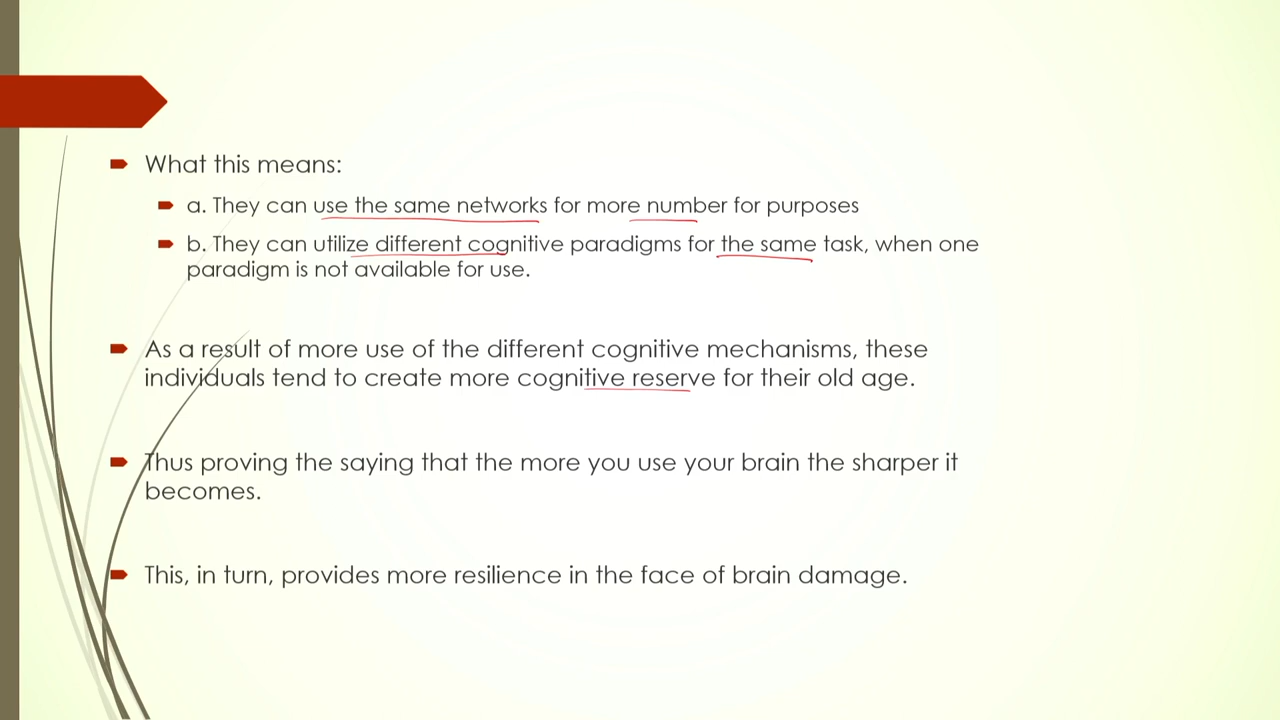 What this means:
a. They can use the same networks for more number for purposes
b. They can utilize different cognitive paradigms for the same task, when one
paradigm is not available for use.
As a result of more use of the different cognitive mechanisms, these
individuals tend to create more cognitive reserve for their old age.
Thus proving the saying that the more you use your brain the sharper it
becomes.
This, in turn, provides more resilience in the face of brain damage.